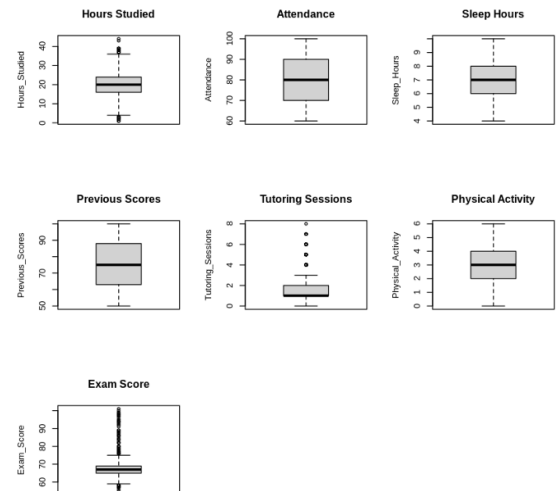 Hours Studied
Hours_Studied
0 10 20 30 40
Attendance
Attendance
60 70 80 90 100
Sleep Hours
Sleep_Hours
4 5 6 7 8 9
Previous Scores
Previous_Scores
50 70 90
Tutoring Sessions
Tutoring_Sessions
0 2 4 6 8
Physical Activity
Physical_Activity
0 1 2 3 4 5 6
Exam Score
Exam_Score
60 70 80 90